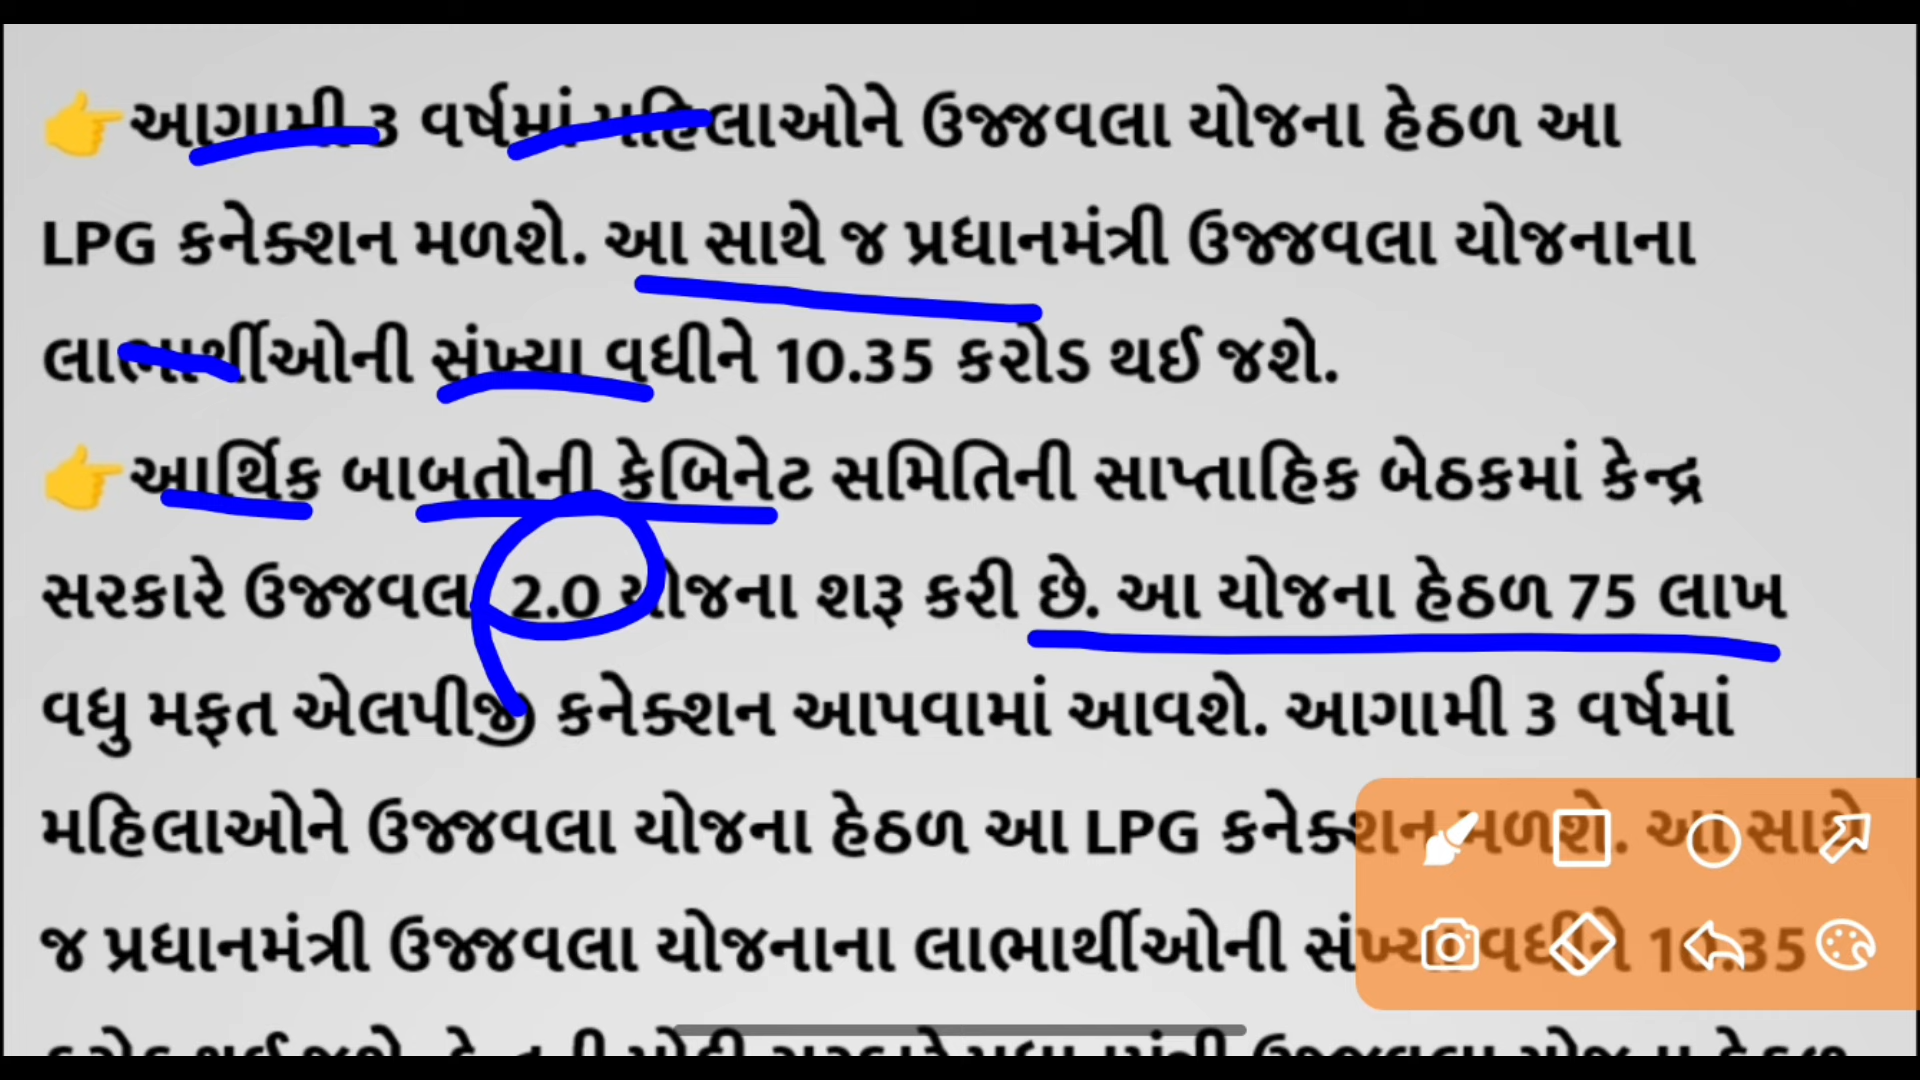 👉આગામી 3 વર્ષમાં મહિલાઓને ઉજ્જવલા યોજના હેઠળ આ
LPG કનેક્શન મળશે. આ સાથે જ પ્રધાનમંત્રી ઉજ્જવલા યોજનાના
લાભાર્થીઓની સંખ્યા વધીને 10.35 કરોડ થઈ જશે.
👉આર્થિક બાબતોની કેબિનેટ સમિતિની સાપ્તાહિક બેઠકમાં કેન્દ્ર
સરકારે ઉજ્જવલા 2.0 યોજના શરૂ કરી છે. આ યોજના હેઠળ 75 લાખ
વધુ મફત એલપીજી કનેક્શન આપવામાં આવશે. આગામી 3 વર્ષમાં
મહિલાઓને ઉજ્જવલા યોજના હેઠળ આ LPG કનેક્શન મળશે. આ સાથે
જ પ્રધાનમંત્રી ઉજ્જવલા યોજનાના લાભાર્થીઓની સંખ્યા વધીને 10.35